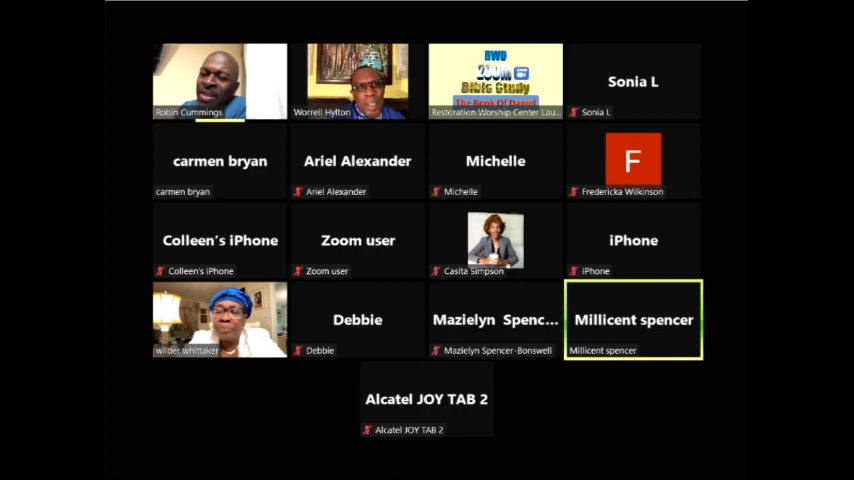 Robin Cummings
Worrell Hylton
RWC
ZOOM
Bible Study
The Book Of Daniel
Restoration Worship Center Lau...
Sonia L
Sonia L
carmen bryan
carmen bryan
Ariel Alexander
Ariel Alexander
Michelle
Michelle
F
Fredericka Wilkinson
Colleen's iPhone
Colleen's iPhone
Zoom user
Zoom user
Casita Simpson
iPhone
iPhone
wilder whittaker
Debbie
Debbie
Mazielyn Spenc...
Mazielyn Spencer-Bonswell
Millicent spencer
Millicent spencer
Alcatel JOY TAB 2
Alcatel JOY TAB 2